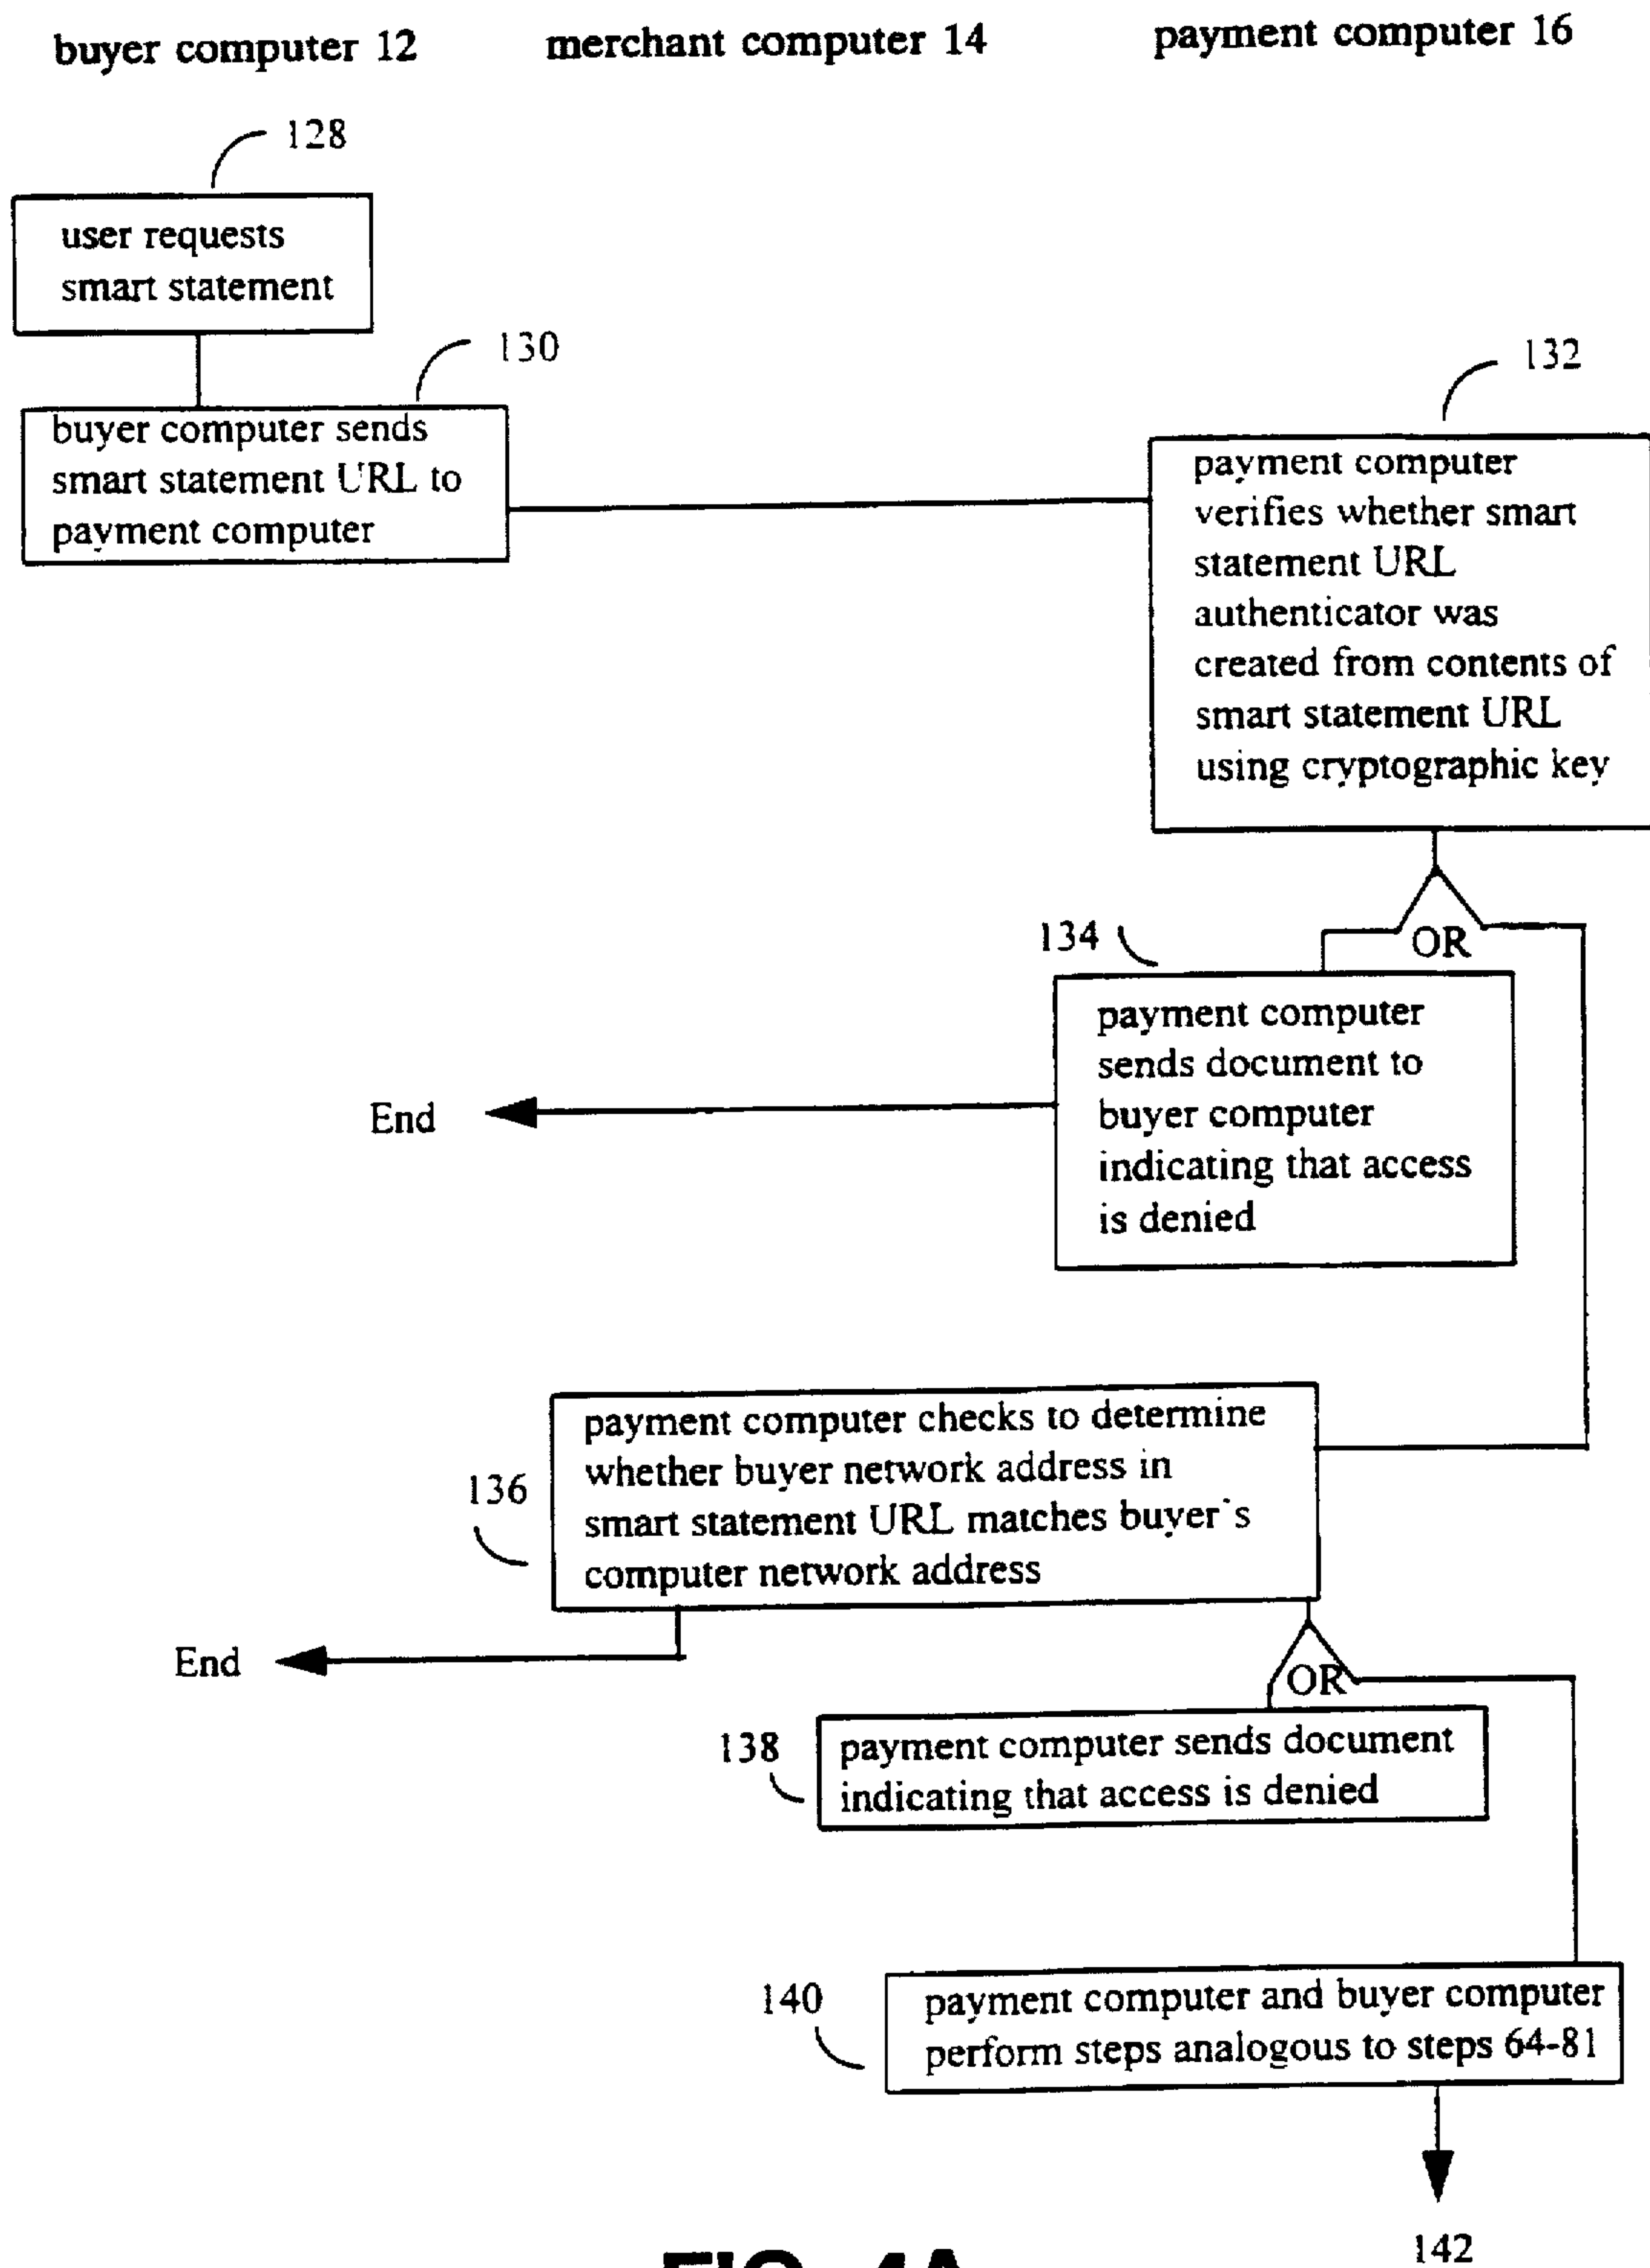 buyer computer 12 merchant computer 14 payment computer 16
128
user requests
smart statement
130
buyer computer sends
smart statement URL to
payment computer
132
payment computer
verifies whether smart
statement URL
authenticator was
created from contents of
smart statement URL
using cryptographic key
OR
134
payment computer
sends document to
buyer computer
indicating that access
is denied
End
136
payment computer checks to determine
whether buyer network address in
smart statement URL matches buyer's
computer network address
End
OR
138
payment computer sends document
indicating that access is denied
140
payment computer and buyer computer
perform steps analogous to steps 64-81
142
FIG. 4A